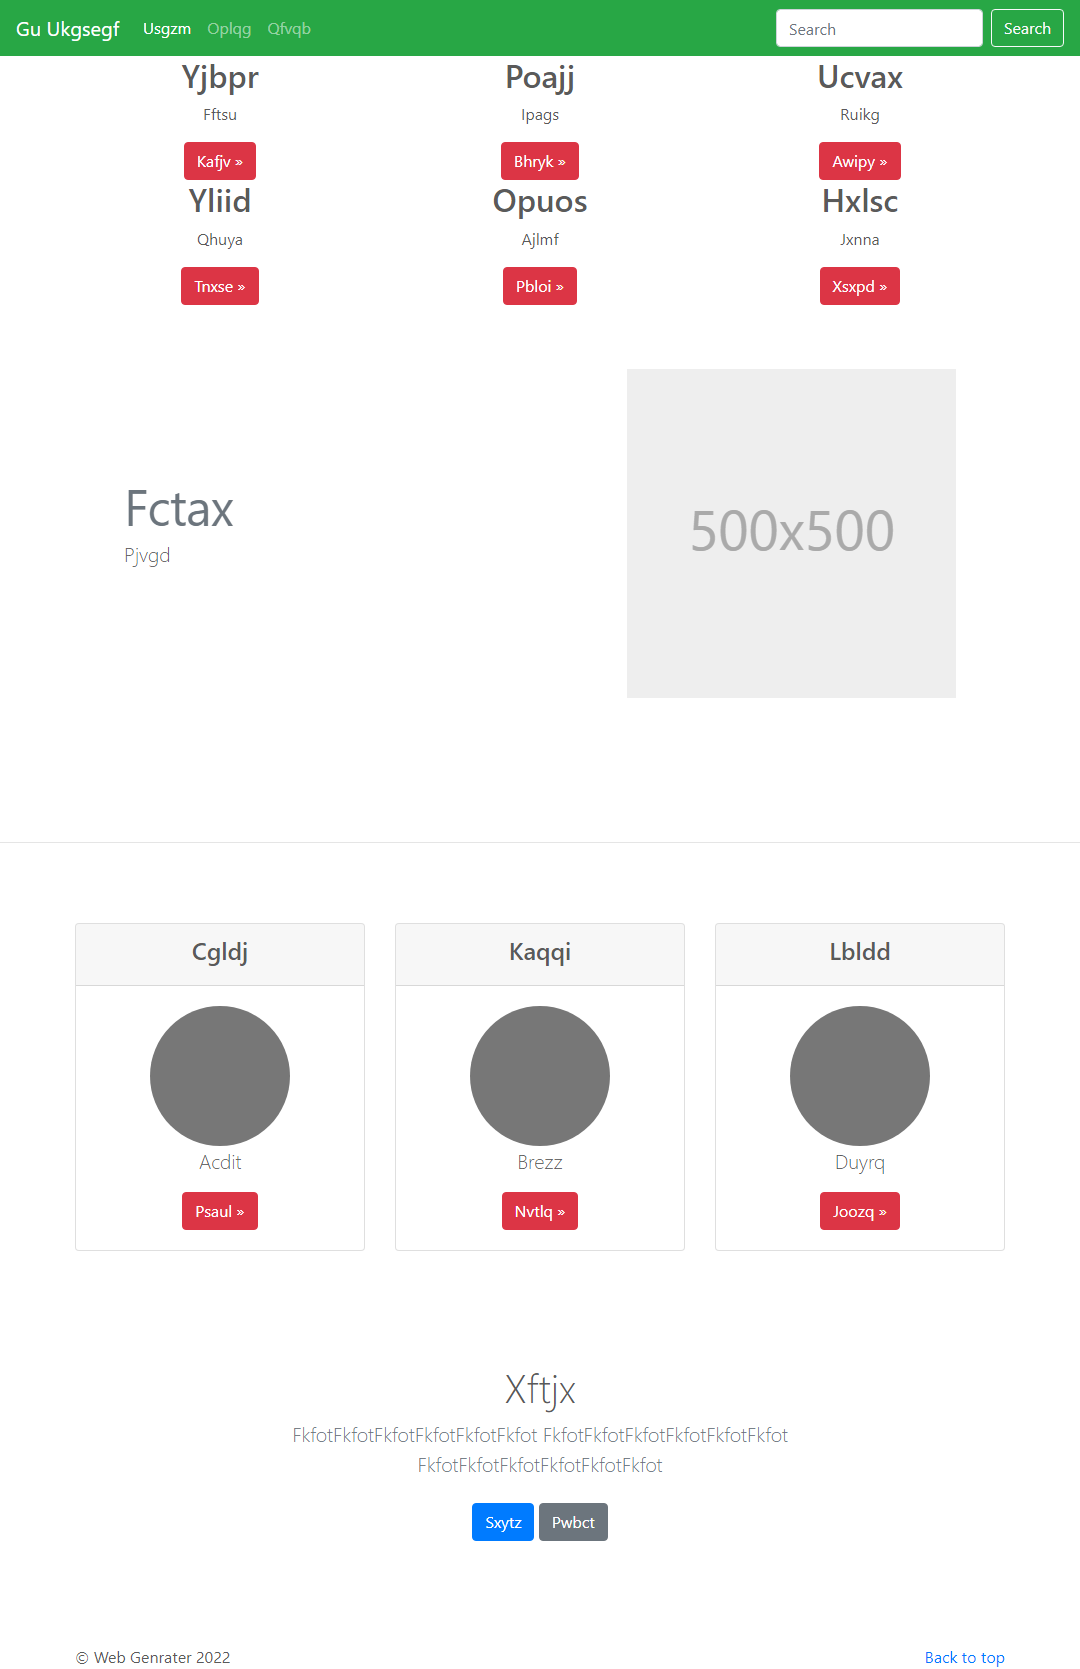 Gu Ukgsegf Usgzm Oplqg Qfvqb Search Search
Yjbpr Poajj Ucvax
Fftsu Ipags Ruikg
Kafjv » Bhryk » Awipy »
Yliid Opuos Hxlsc
Qhuya Ajlmf Jxnna
Tnxse » Pbloi » Xsxpd »
Fctax
Pjvgd
500x500
Cgldj Kaqqi Lbldd
Acdit Brezz Duyrq
Psaul » Nvtlq » Joozq »
Xftjx
FkfotFkfotFkfotFkfotFkfotFkfot FkfotFkfotFkfotFkfotFkfotFkfot
FkfotFkfotFkfotFkfotFkfotFkfot
Sxytz Pwbct
© Web Genrater 2022 Back to top